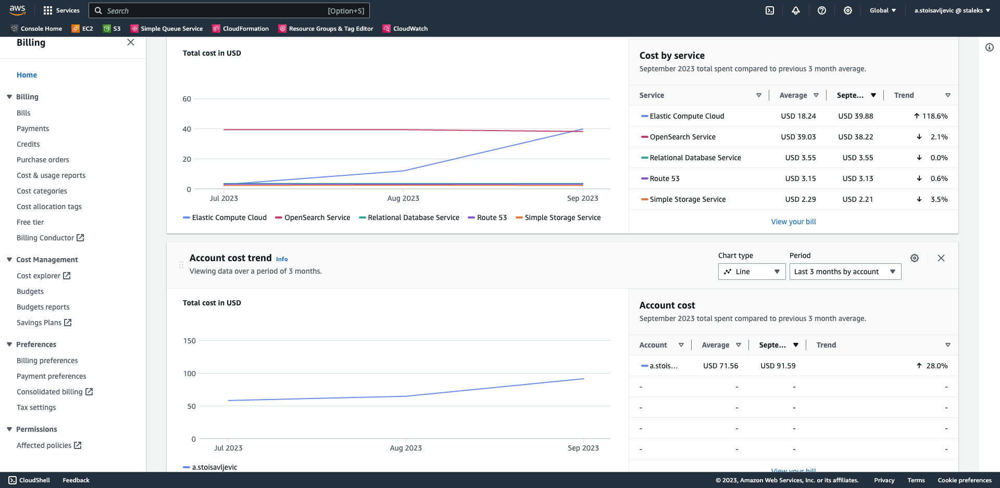 aws
Services
Search
[Option+S]
Global
a.stoisavljevic @ staleks
Console Home
EC2
S3
Simple Queue Service
CloudFormation
Resource Groups & Tag Editor
CloudWatch
Billing
Home
Billing
Bills
Payments
Credits
Purchase orders
Cost & usage reports
Cost categories
Cost allocation tags
Free tier
Billing Conductor
Cost Management
Cost explorer
Budgets
Budgets reports
Savings Plans
Preferences
Billing preferences
Payment preferences
Consolidated billing
Tax settings
Permissions
Affected policies
Total cost in USD
60
40
20
0
Jul 2023
Aug 2023
Sep 2023
Elastic Compute Cloud
OpenSearch Service
Relational Database Service
Route 53
Simple Storage Service
Cost by service
September 2023 total spent compared to previous 3 month average.
Service Average Septe... Trend
Elastic Compute Cloud USD 18.24 USD 39.88 ↑ 118.6%
OpenSearch Service USD 39.03 USD 38.22 ↓ 2.1%
Relational Database Service USD 3.55 USD 3.55 ↓ 0.0%
Route 53 USD 3.15 USD 3.13 ↓ 0.6%
Simple Storage Service USD 2.29 USD 2.21 ↓ 3.5%
View your bill
Account cost trend Info
Viewing data over a period of 3 months.
Chart type
Line
Period
Last 3 months by account
Total cost in USD
150
100
50
0
Jul 2023
Aug 2023
Sep 2023
a.stoisavljevic
Account cost
September 2023 total spent compared to previous 3 month average.
Account Average Septe... Trend
a.stois... USD 71.56 USD 91.59 ↑ 28.0%
- - - -
- - - -
- - - -
- - - -
View your bill
CloudShell
Feedback
© 2023, Amazon Web Services, Inc. or its affiliates.
Privacy
Terms
Cookie preferences